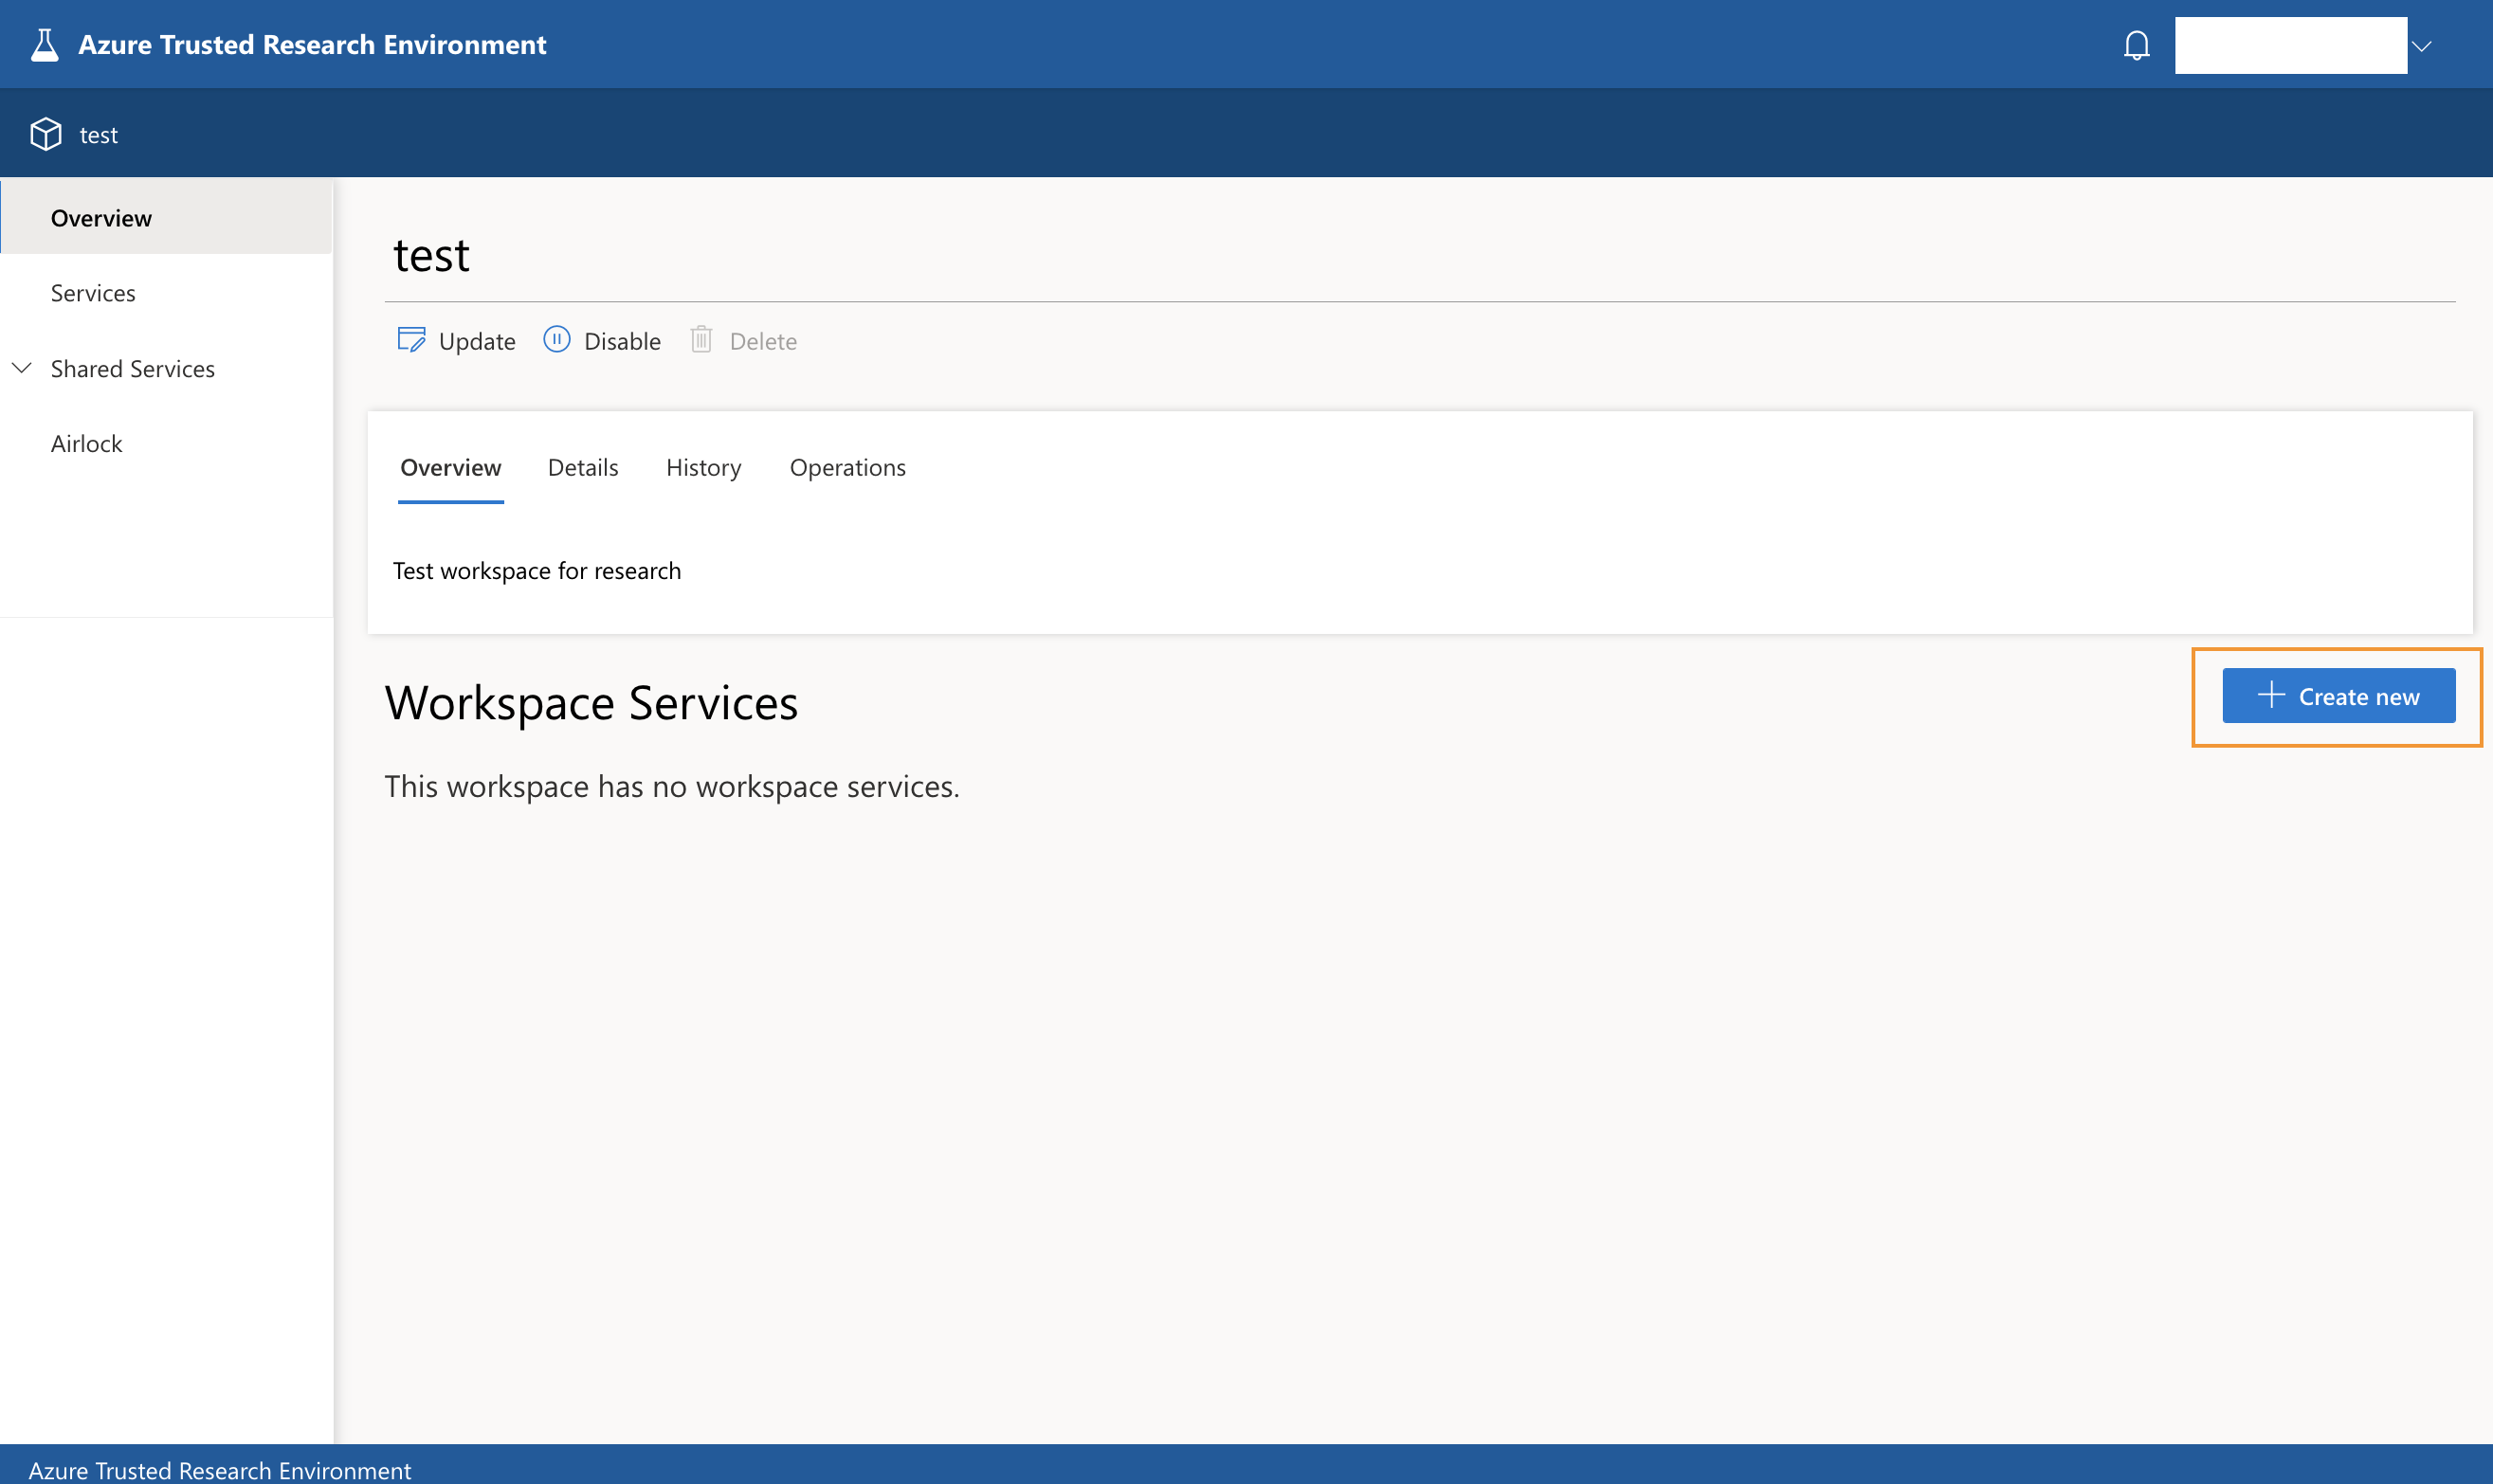 Azure Trusted Research Environment
test
Overview
Services
Shared Services
Airlock
test
Update Disable Delete
Overview Details History Operations
Test workspace for research
Workspace Services
Create new
This workspace has no workspace services.
Azure Trusted Research Environment